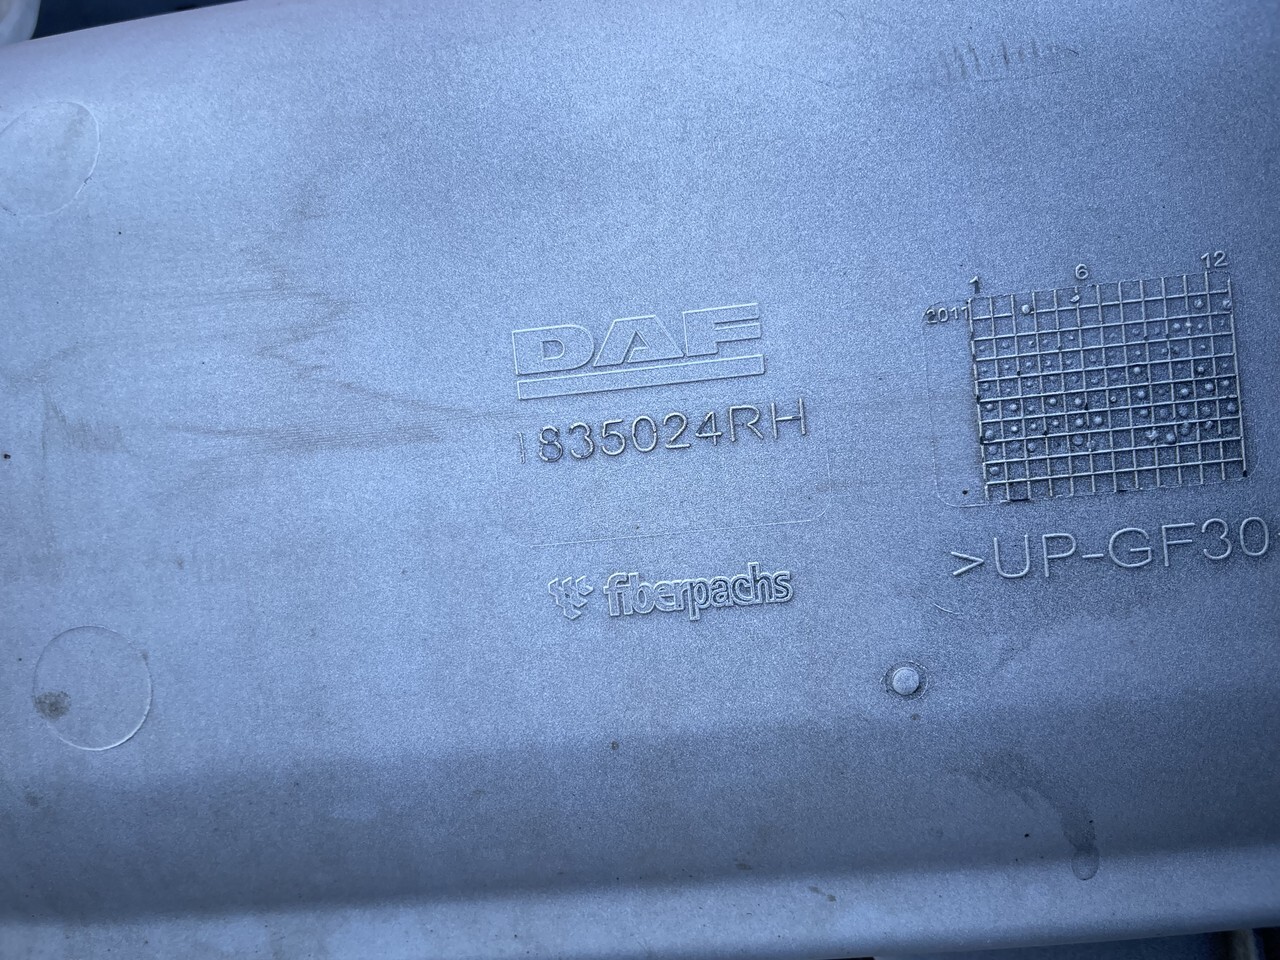 DAF
1835024RH
fiberpachs
1 6 12
2011
>UP-GF30